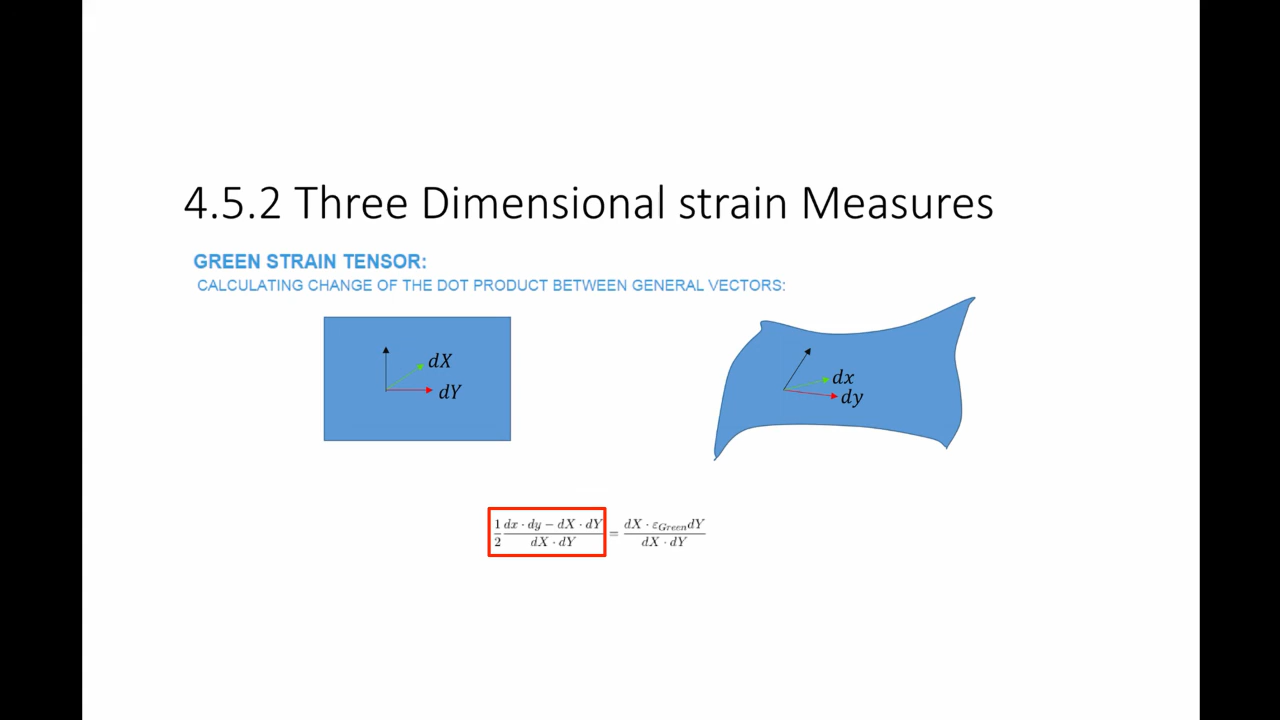 4.5.2 Three Dimensional strain Measures
GREEN STRAIN TENSOR:
CALCULATING CHANGE OF THE DOT PRODUCT BETWEEN GENERAL VECTORS:
dX
dY
dx
dy
1/2 (dx · dy − dX · dY)/(dX · dY) = (dX · ε_Green dY)/(dX · dY)